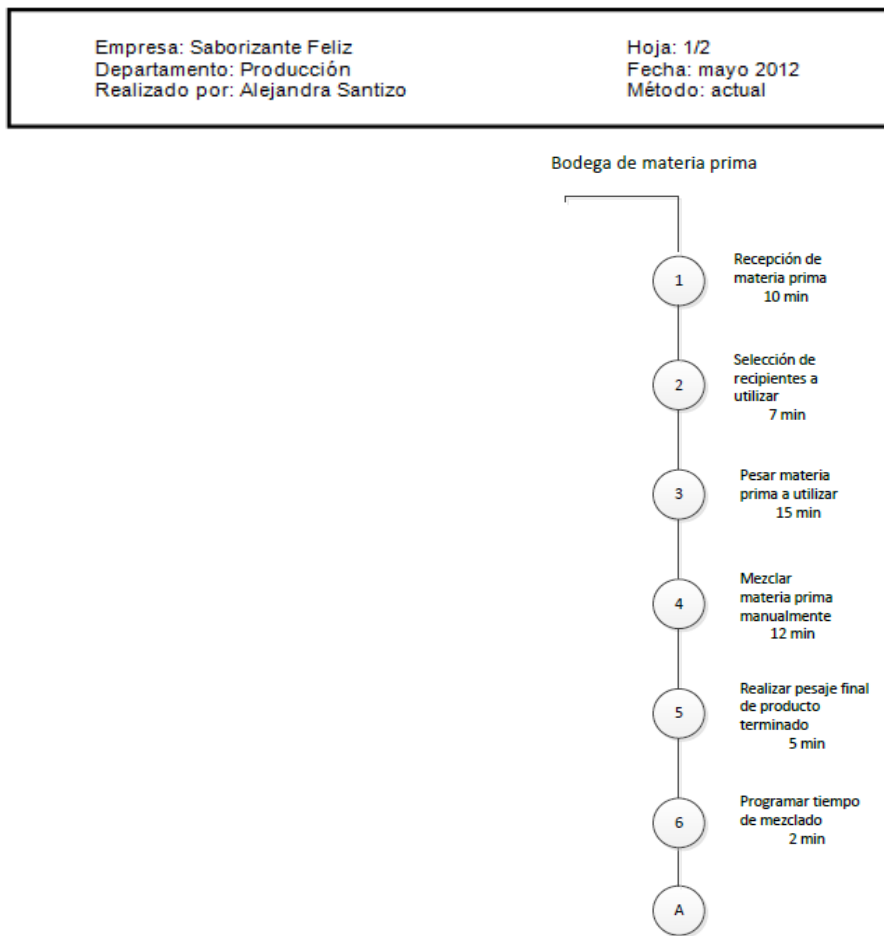 Empresa: Saborizante Feliz
Departamento: Producción
Realizado por: Alejandra Santizo
Hoja: 1/2
Fecha: mayo 2012
Método: actual
Bodega de materia prima
1
Recepción de
materia prima
10 min
2
Selección de
recipientes a
utilizar
7 min
3
Pesar materia
prima a utilizar
15 min
4
Mezclar
materia prima
manualmente
12 min
5
Realizar pesaje final
de producto
terminado
5 min
6
Programar tiempo
de mezclado
2 min
A